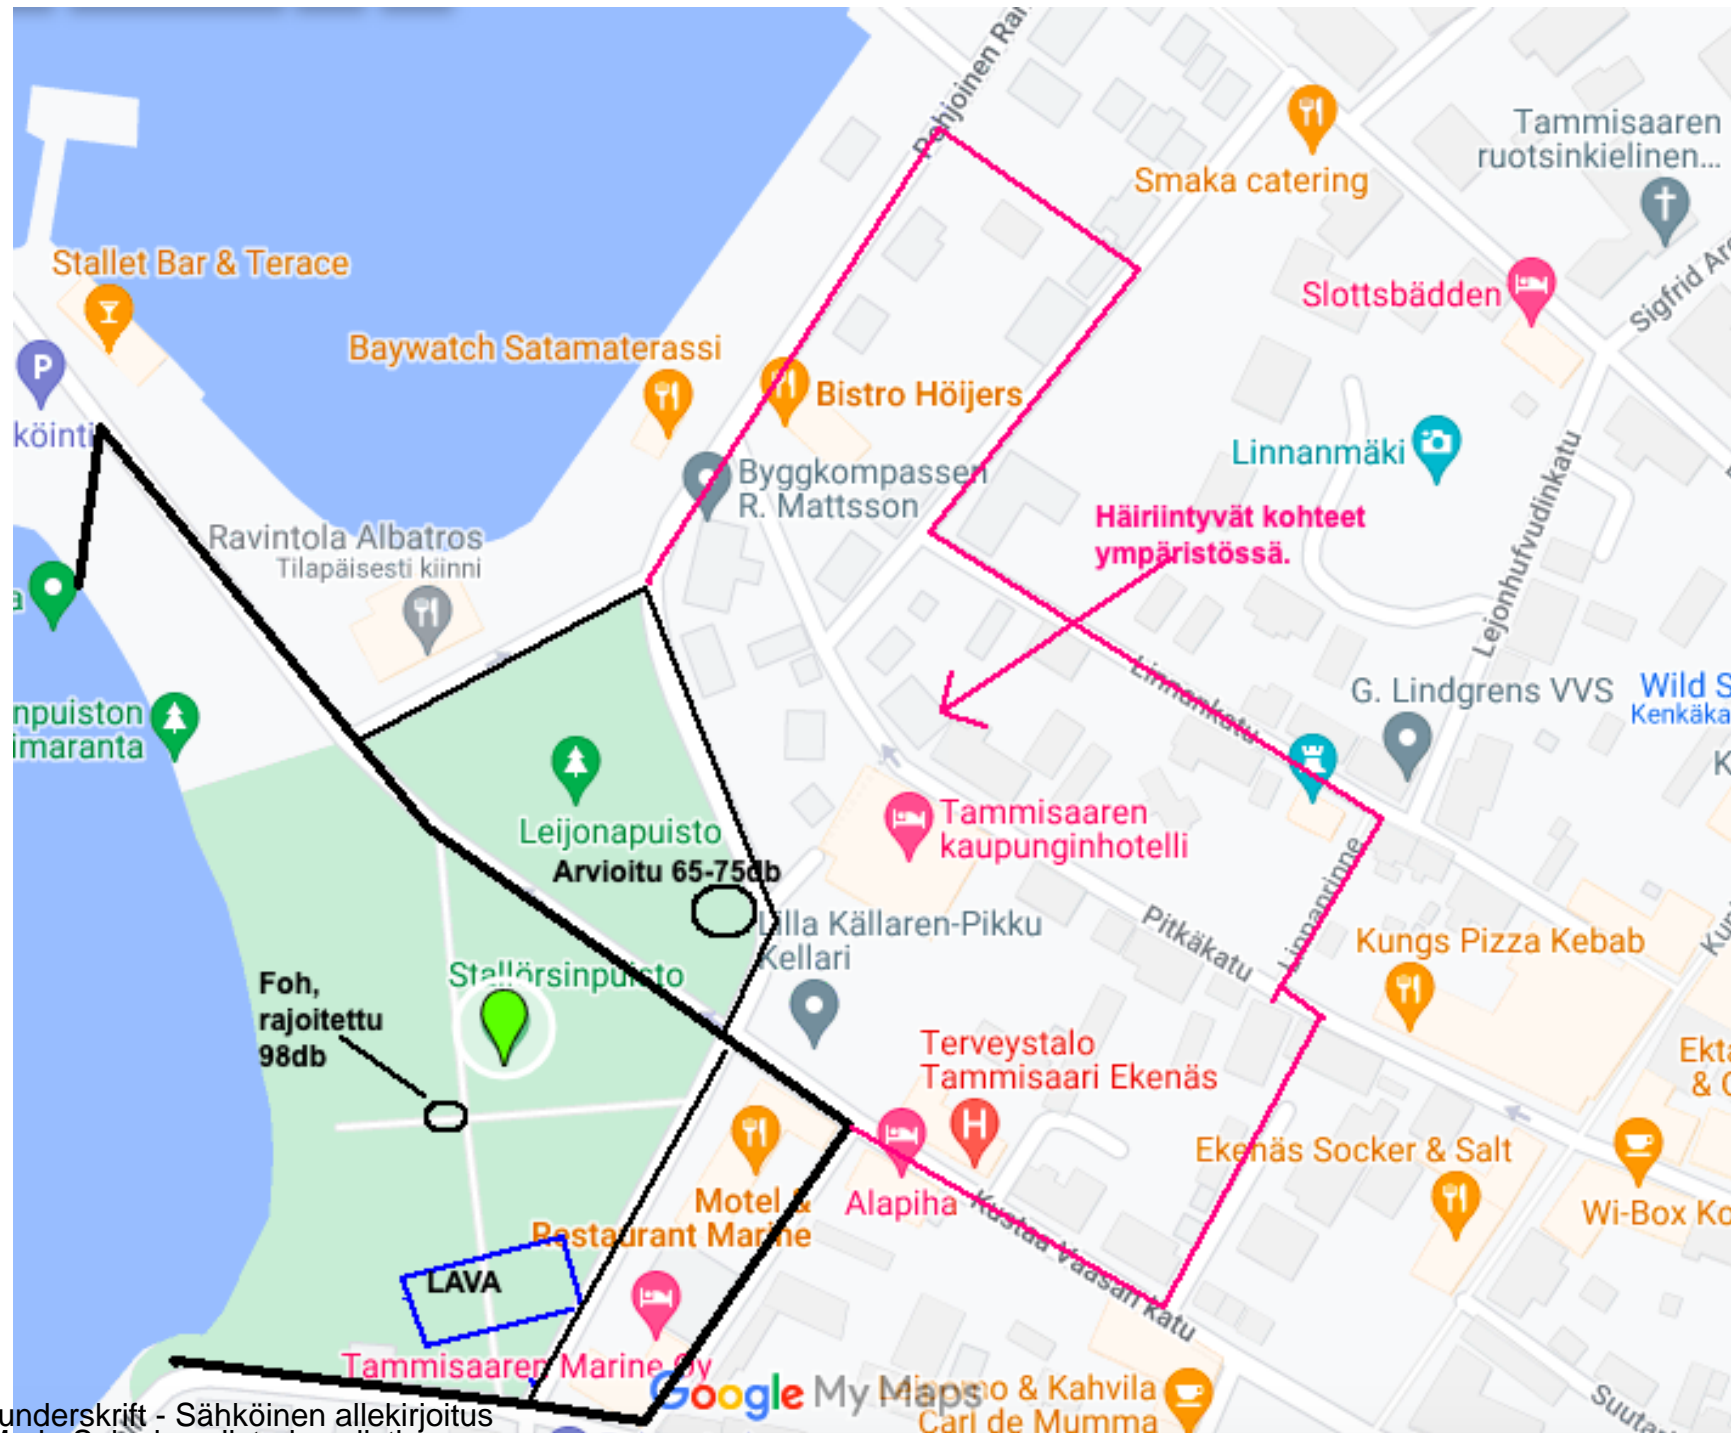 Pohjoinen Ra
Smaka catering
Tammisaaren
ruotsinkielinen...
Sigfrid Are
Slottsbädden
Stallet Bar & Terace
Baywatch Satamaterassi
Bistro Höijers
P
köinti
Linnanmäki
Lejonhufvudinkatu
Byggkompassen
R. Mattsson
Häiriintyvät kohteet
ympäristössä.
Ravintola Albatros
Tilapäisesti kiinni
a
Linnankatu
G. Lindgrens VVS
Wild S
Kenkäka
K
npuiston
imaranta
Leijonapuisto
Arvioitu 65-75db
Tammisaaren
kaupunginhotelli
Linnanrinne
Pitkäkatu
Lilla Källaren-Pikku
Kellari
Kungs Pizza Kebab
Stallörsinpuisto
Foh,
rajoitettu
98db
Terveystalo
Tammisaari Ekenäs
H
Ekta
& C
Ekenäs Socker & Salt
Motel &
Restaurant Marine
Alapiha
Kustaa Vaasan katu
Wi-Box Ko
LAVA
Tammisaaren Marine Oy
Google My Maps
& Kahvila
Carl de Mumma
Suutari
underskrift - Sähköinen allekirjoitus